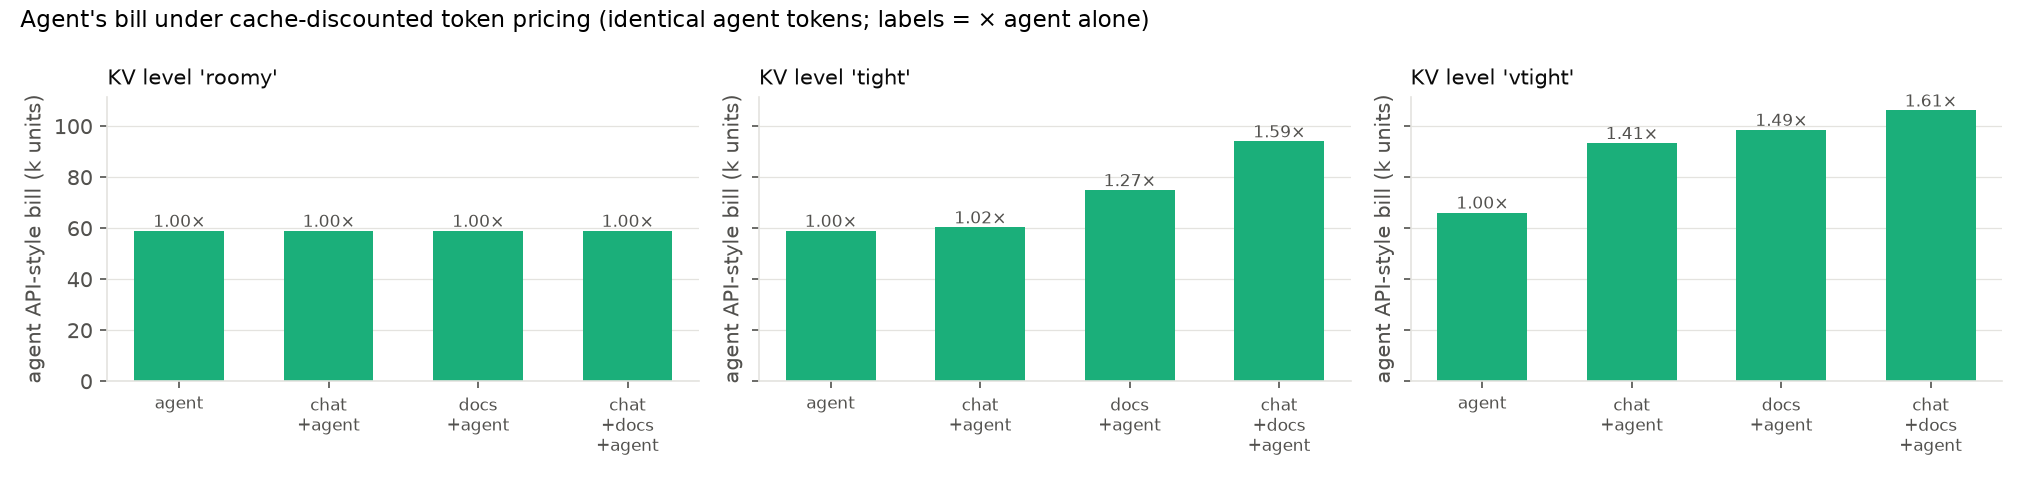 Agent's bill under cache-discounted token pricing (identical agent tokens; labels = × agent alone)
KV level 'roomy'
agent API-style bill (k units)
100
80
60
40
20
0
1.00×
1.00×
1.00×
1.00×
agent
chat
+agent
docs
+agent
chat
+docs
+agent
KV level 'tight'
agent API-style bill (k units)
1.00×
1.02×
1.27×
1.59×
agent
chat
+agent
docs
+agent
chat
+docs
+agent
KV level 'vtight'
agent API-style bill (k units)
1.00×
1.41×
1.49×
1.61×
agent
chat
+agent
docs
+agent
chat
+docs
+agent